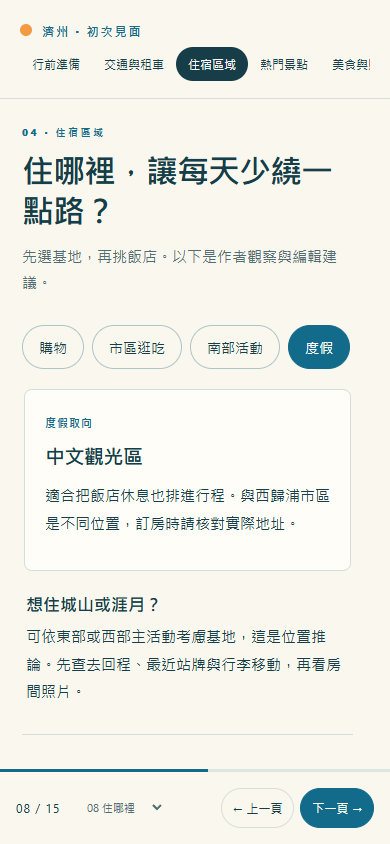 濟州・初次見面
行前準備 交通與租車 住宿區域 熱門景點 美食與
04・住宿區域
住哪裡，讓每天少繞一
點路？
先選基地，再挑飯店。以下是作者觀察與編輯建
議。
購物 市區逛吃 南部活動 度假
度假取向
中文觀光區
適合把飯店休息也排進行程。與西歸浦市區
是不同位置，訂房時請核對實際地址。
想住城山或涯月？
可依東部或西部主活動考慮基地，這是位置推
論。先查去回程、最近站牌與行李移動，再看房
間照片。
08 / 15 08 住哪裡 ← 上一頁 下一頁 →